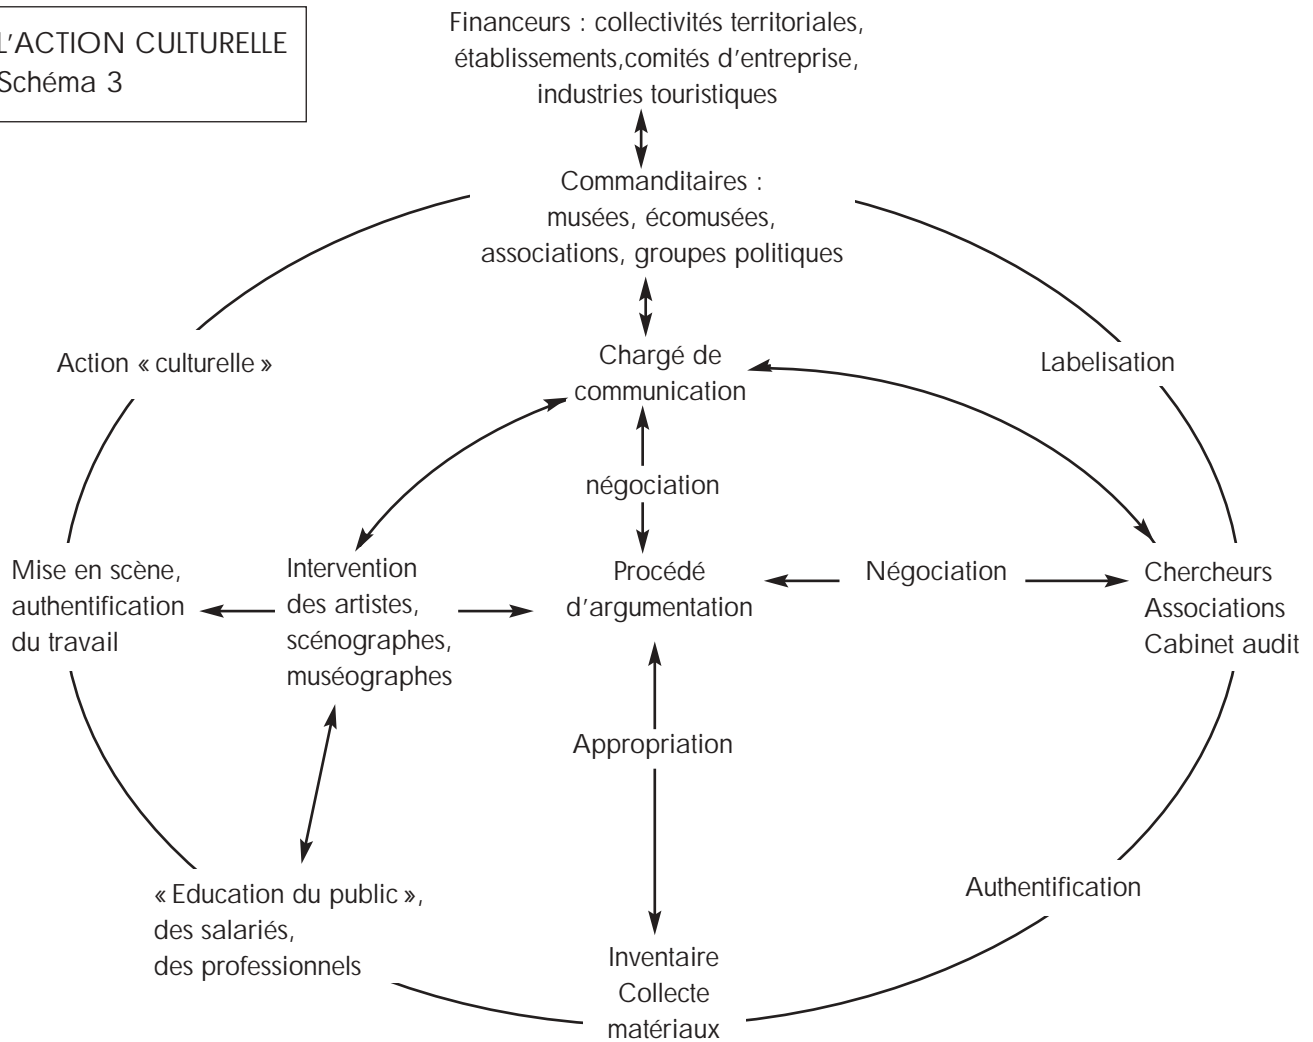 L'ACTION CULTURELLE
Schéma 3
Financeurs : collectivités territoriales,
établissements,comités d'entreprise,
industries touristiques
Commanditaires :
musées, écomusées,
associations, groupes politiques
Action « culturelle »
Chargé de
communication
Labelisation
négociation
Mise en scène,
authentification
du travail
Intervention
des artistes,
scénographes,
muséographes
Procédé
d'argumentation
Négociation
Chercheurs
Associations
Cabinet audit
Appropriation
« Education du public »,
des salariés,
des professionnels
Authentification
Inventaire
Collecte
matériaux